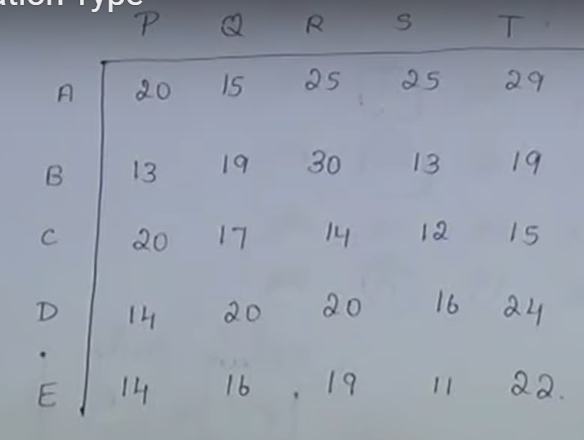 ation Type
P Q R S T
A 20 15 25 25 29
B 13 19 30 13 19
C 20 17 14 12 15
D 14 20 20 16 24
E 14 16 19 11 22